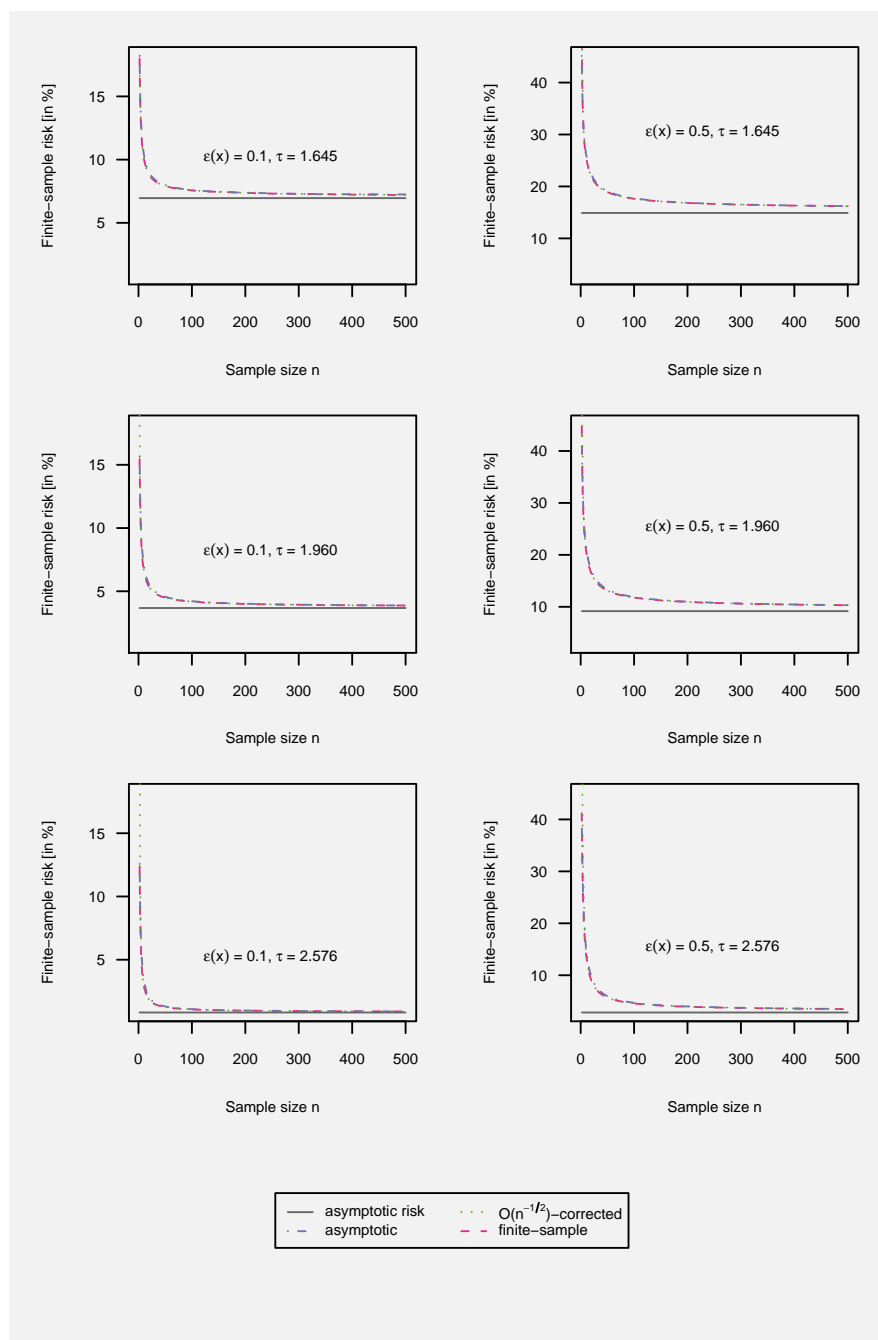 Finite−sample risk [in %]
15
10
5
ε(x) = 0.1, τ = 1.645
0 100 200 300 400 500
Sample size n
Finite−sample risk [in %]
40
30
20
10
ε(x) = 0.5, τ = 1.645
0 100 200 300 400 500
Sample size n
Finite−sample risk [in %]
15
10
5
ε(x) = 0.1, τ = 1.960
0 100 200 300 400 500
Sample size n
Finite−sample risk [in %]
40
30
20
10
ε(x) = 0.5, τ = 1.960
0 100 200 300 400 500
Sample size n
Finite−sample risk [in %]
15
10
5
ε(x) = 0.1, τ = 2.576
0 100 200 300 400 500
Sample size n
Finite−sample risk [in %]
40
30
20
10
ε(x) = 0.5, τ = 2.576
0 100 200 300 400 500
Sample size n
asymptotic risk
asymptotic
O(n⁻¹ᐟ²)−corrected
finite−sample